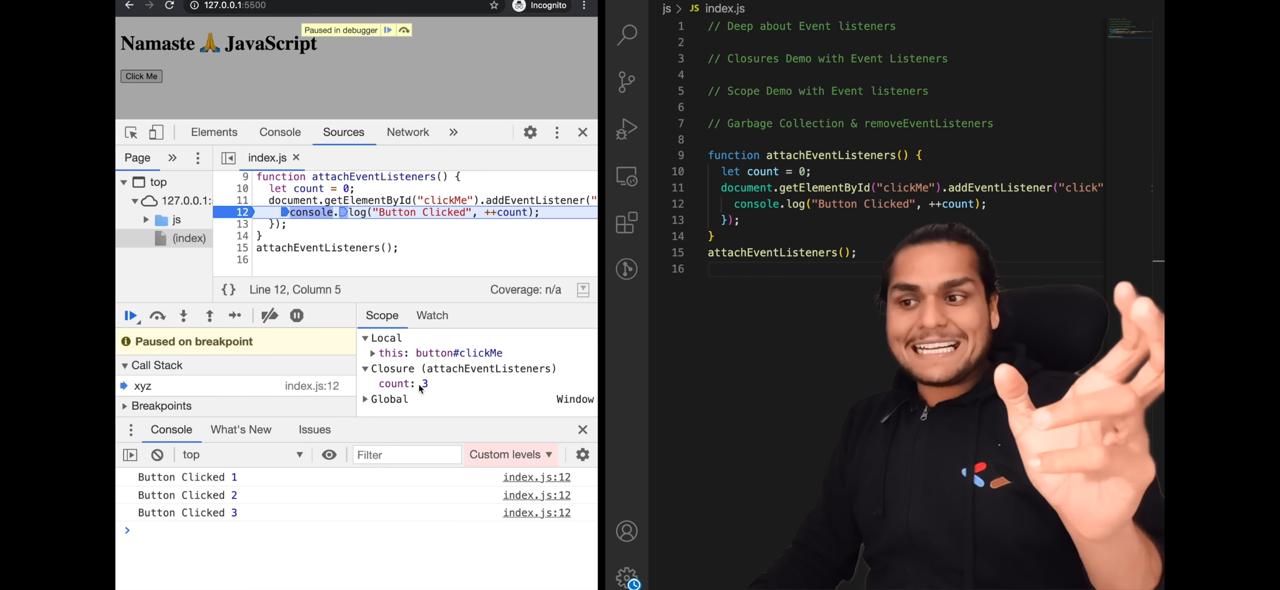 127.0.0.1:5500
Incognito
Paused in debugger
Namaste 🙏 JavaScript
Click Me
Elements Console Sources Network »
Page »
index.js ×
top
127.0.0.1:
js
(index)
9 function attachEventListeners() {
10 let count = 0;
11 document.getElementById("clickMe").addEventListener("
12 console.log("Button Clicked", ++count);
13 });
14 }
15 attachEventListeners();
16
{} Line 12, Column 5 Coverage: n/a
Scope Watch
Paused on breakpoint
Call Stack
xyz index.js:12
Breakpoints
Local
this: button#clickMe
Closure (attachEventListeners)
count: 3
Global Window
Console What's New Issues
top Filter Custom levels
Button Clicked 1 index.js:12
Button Clicked 2 index.js:12
Button Clicked 3 index.js:12
>
js > JS index.js
1 // Deep about Event listeners
2
3 // Closures Demo with Event Listeners
4
5 // Scope Demo with Event listeners
6
7 // Garbage Collection & removeEventListeners
8
9 function attachEventListeners() {
10 let count = 0;
11 document.getElementById("clickMe").addEventListener("click"
12 console.log("Button Clicked", ++count);
13 });
14 }
15 attachEventListeners();
16